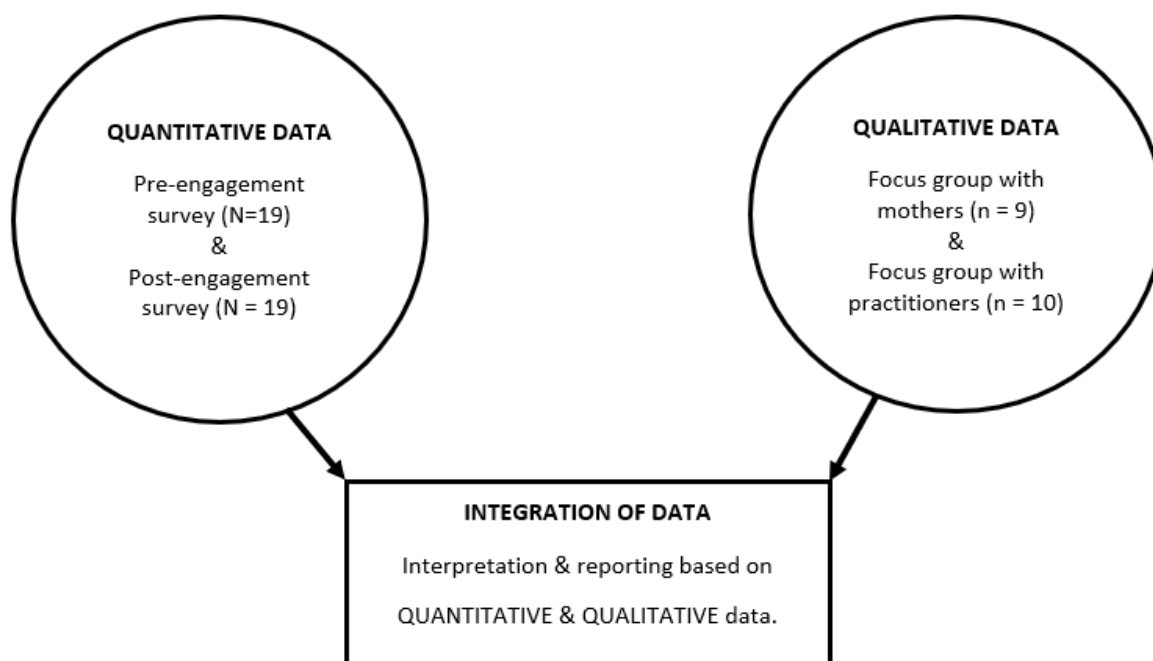 QUANTITATIVE DATA
Pre-engagement
survey (N=19)
&
Post-engagement
survey (N = 19)
QUALITATIVE DATA
Focus group with
mothers (n = 9)
&
Focus group with
practitioners (n = 10)
INTEGRATION OF DATA
Interpretation & reporting based on
QUANTITATIVE & QUALITATIVE data.